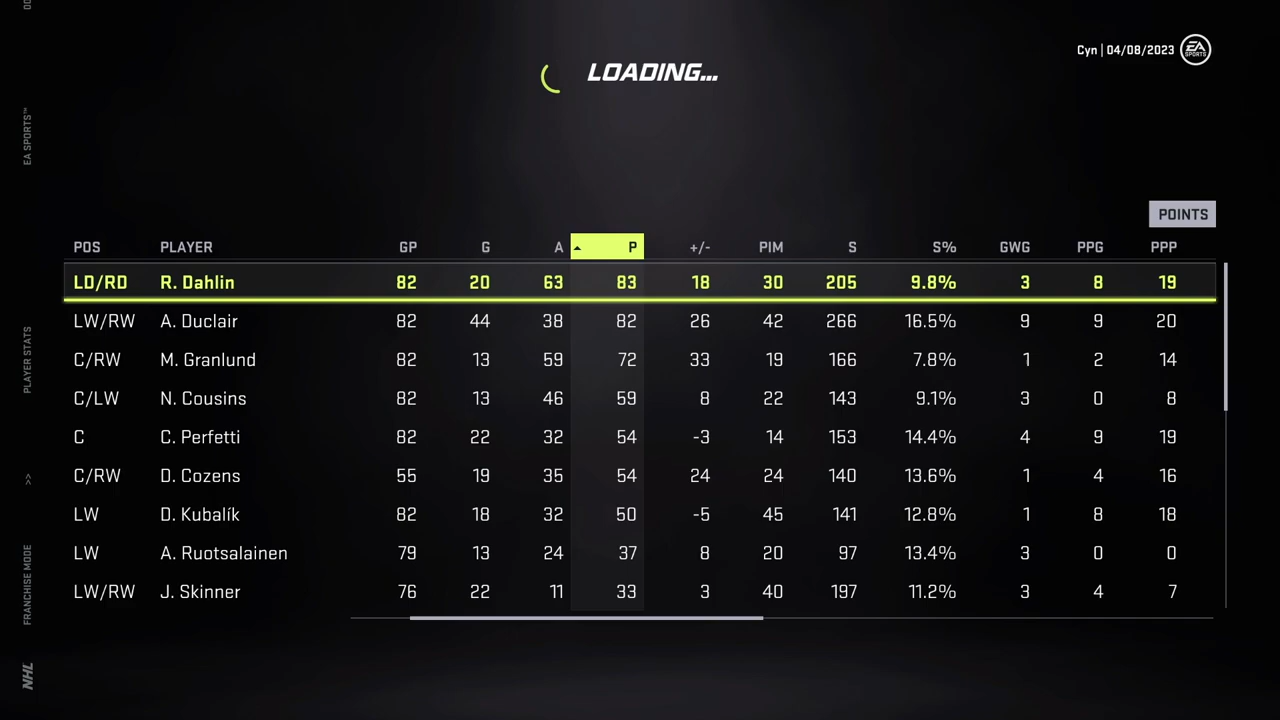 LOADING...
Cyn | 04/08/2023 EA SPORTS
POINTS
POS PLAYER GP G A P +/- PIM S S% GWG PPG PPP
LD/RD R. Dahlin 82 20 63 83 18 30 205 9.8% 3 8 19
LW/RW A. Duclair 82 44 38 82 26 42 266 16.5% 9 9 20
C/RW M. Granlund 82 13 59 72 33 19 166 7.8% 1 2 14
C/LW N. Cousins 82 13 46 59 8 22 143 9.1% 3 0 8
C C. Perfetti 82 22 32 54 -3 14 153 14.4% 4 9 19
C/RW D. Cozens 55 19 35 54 24 24 140 13.6% 1 4 16
LW D. Kubalík 82 18 32 50 -5 45 141 12.8% 1 8 18
LW A. Ruotsalainen 79 13 24 37 8 20 97 13.4% 3 0 0
LW/RW J. Skinner 76 22 11 33 3 40 197 11.2% 3 4 7
NHL FRANCHISE MODE >> PLAYER STATS EA SPORTS™